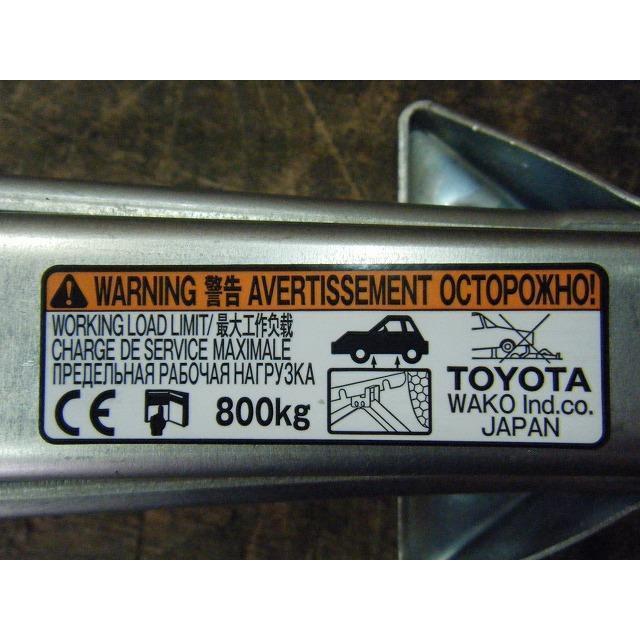 WARNING 警告 AVERTISSEMENT ОСТОРОЖНО!
WORKING LOAD LIMIT/最大工作负载
CHARGE DE SERVICE MAXIMALE
ПРЕДЕЛЬНАЯ РАБОЧАЯ НАГРУЗКА
CE 800kg
TOYOTA
WAKO Ind.co.
JAPAN